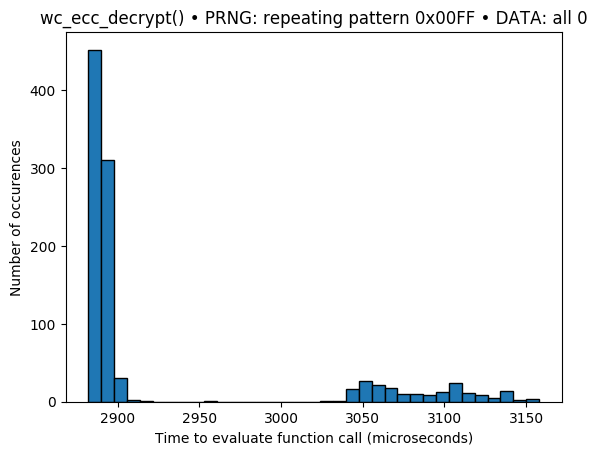 wc_ecc_decrypt() • PRNG: repeating pattern 0x00FF • DATA: all 0
Number of occurences
400
300
200
100
0
2900 2950 3000 3050 3100 3150
Time to evaluate function call (microseconds)